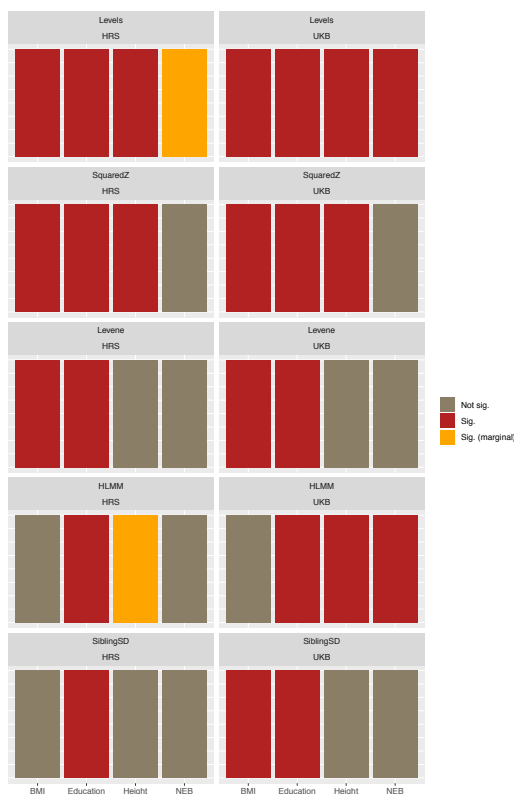 Levels
HRS
Levels
UKB
SquaredZ
HRS
SquaredZ
UKB
Levene
HRS
Levene
UKB
HLMM
HRS
HLMM
UKB
SiblingSD
HRS
SiblingSD
UKB
BMI Education Height NEB
BMI Education Height NEB
Not sig.
Sig.
Sig. (marginal)